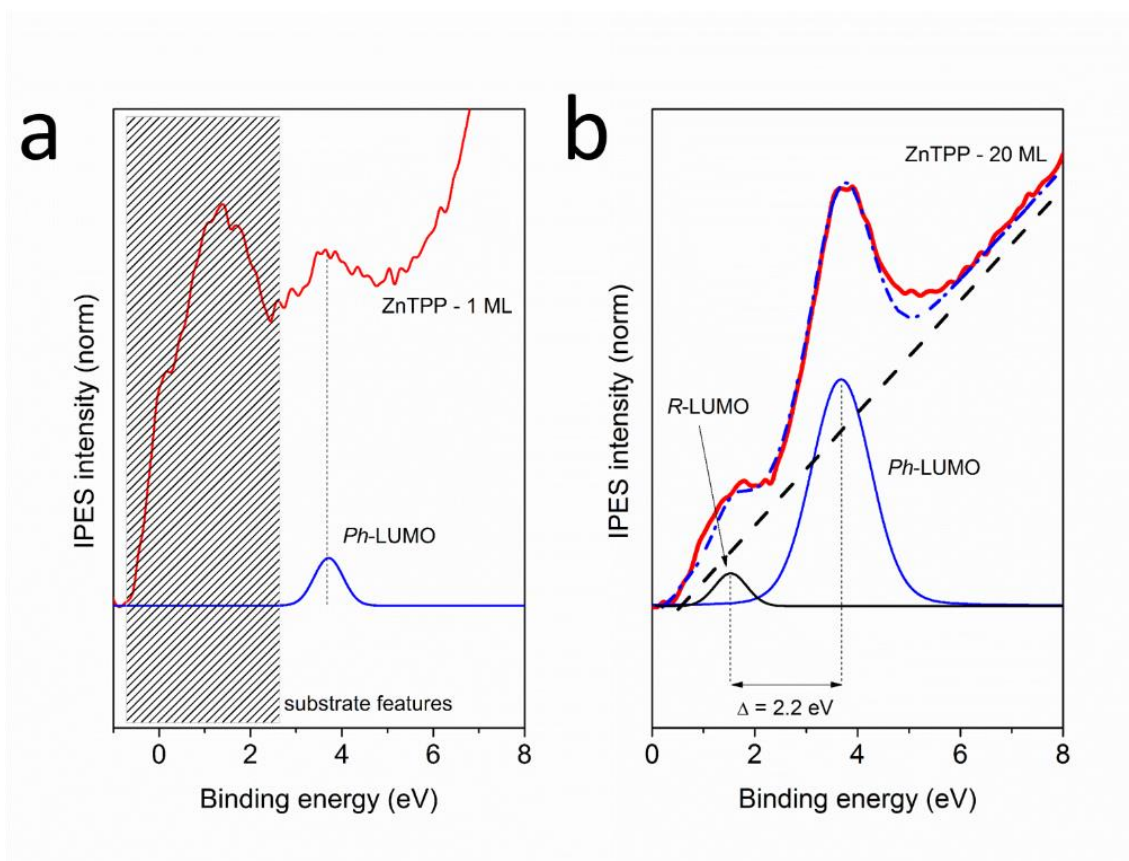 a
IPES intensity (norm)
ZnTPP - 1 ML
Ph-LUMO
substrate features
0 2 4 6 8
Binding energy (eV)
b
IPES intensity (norm)
ZnTPP - 20 ML
R-LUMO
Ph-LUMO
Δ = 2.2 eV
0 2 4 6 8
Binding energy (eV)